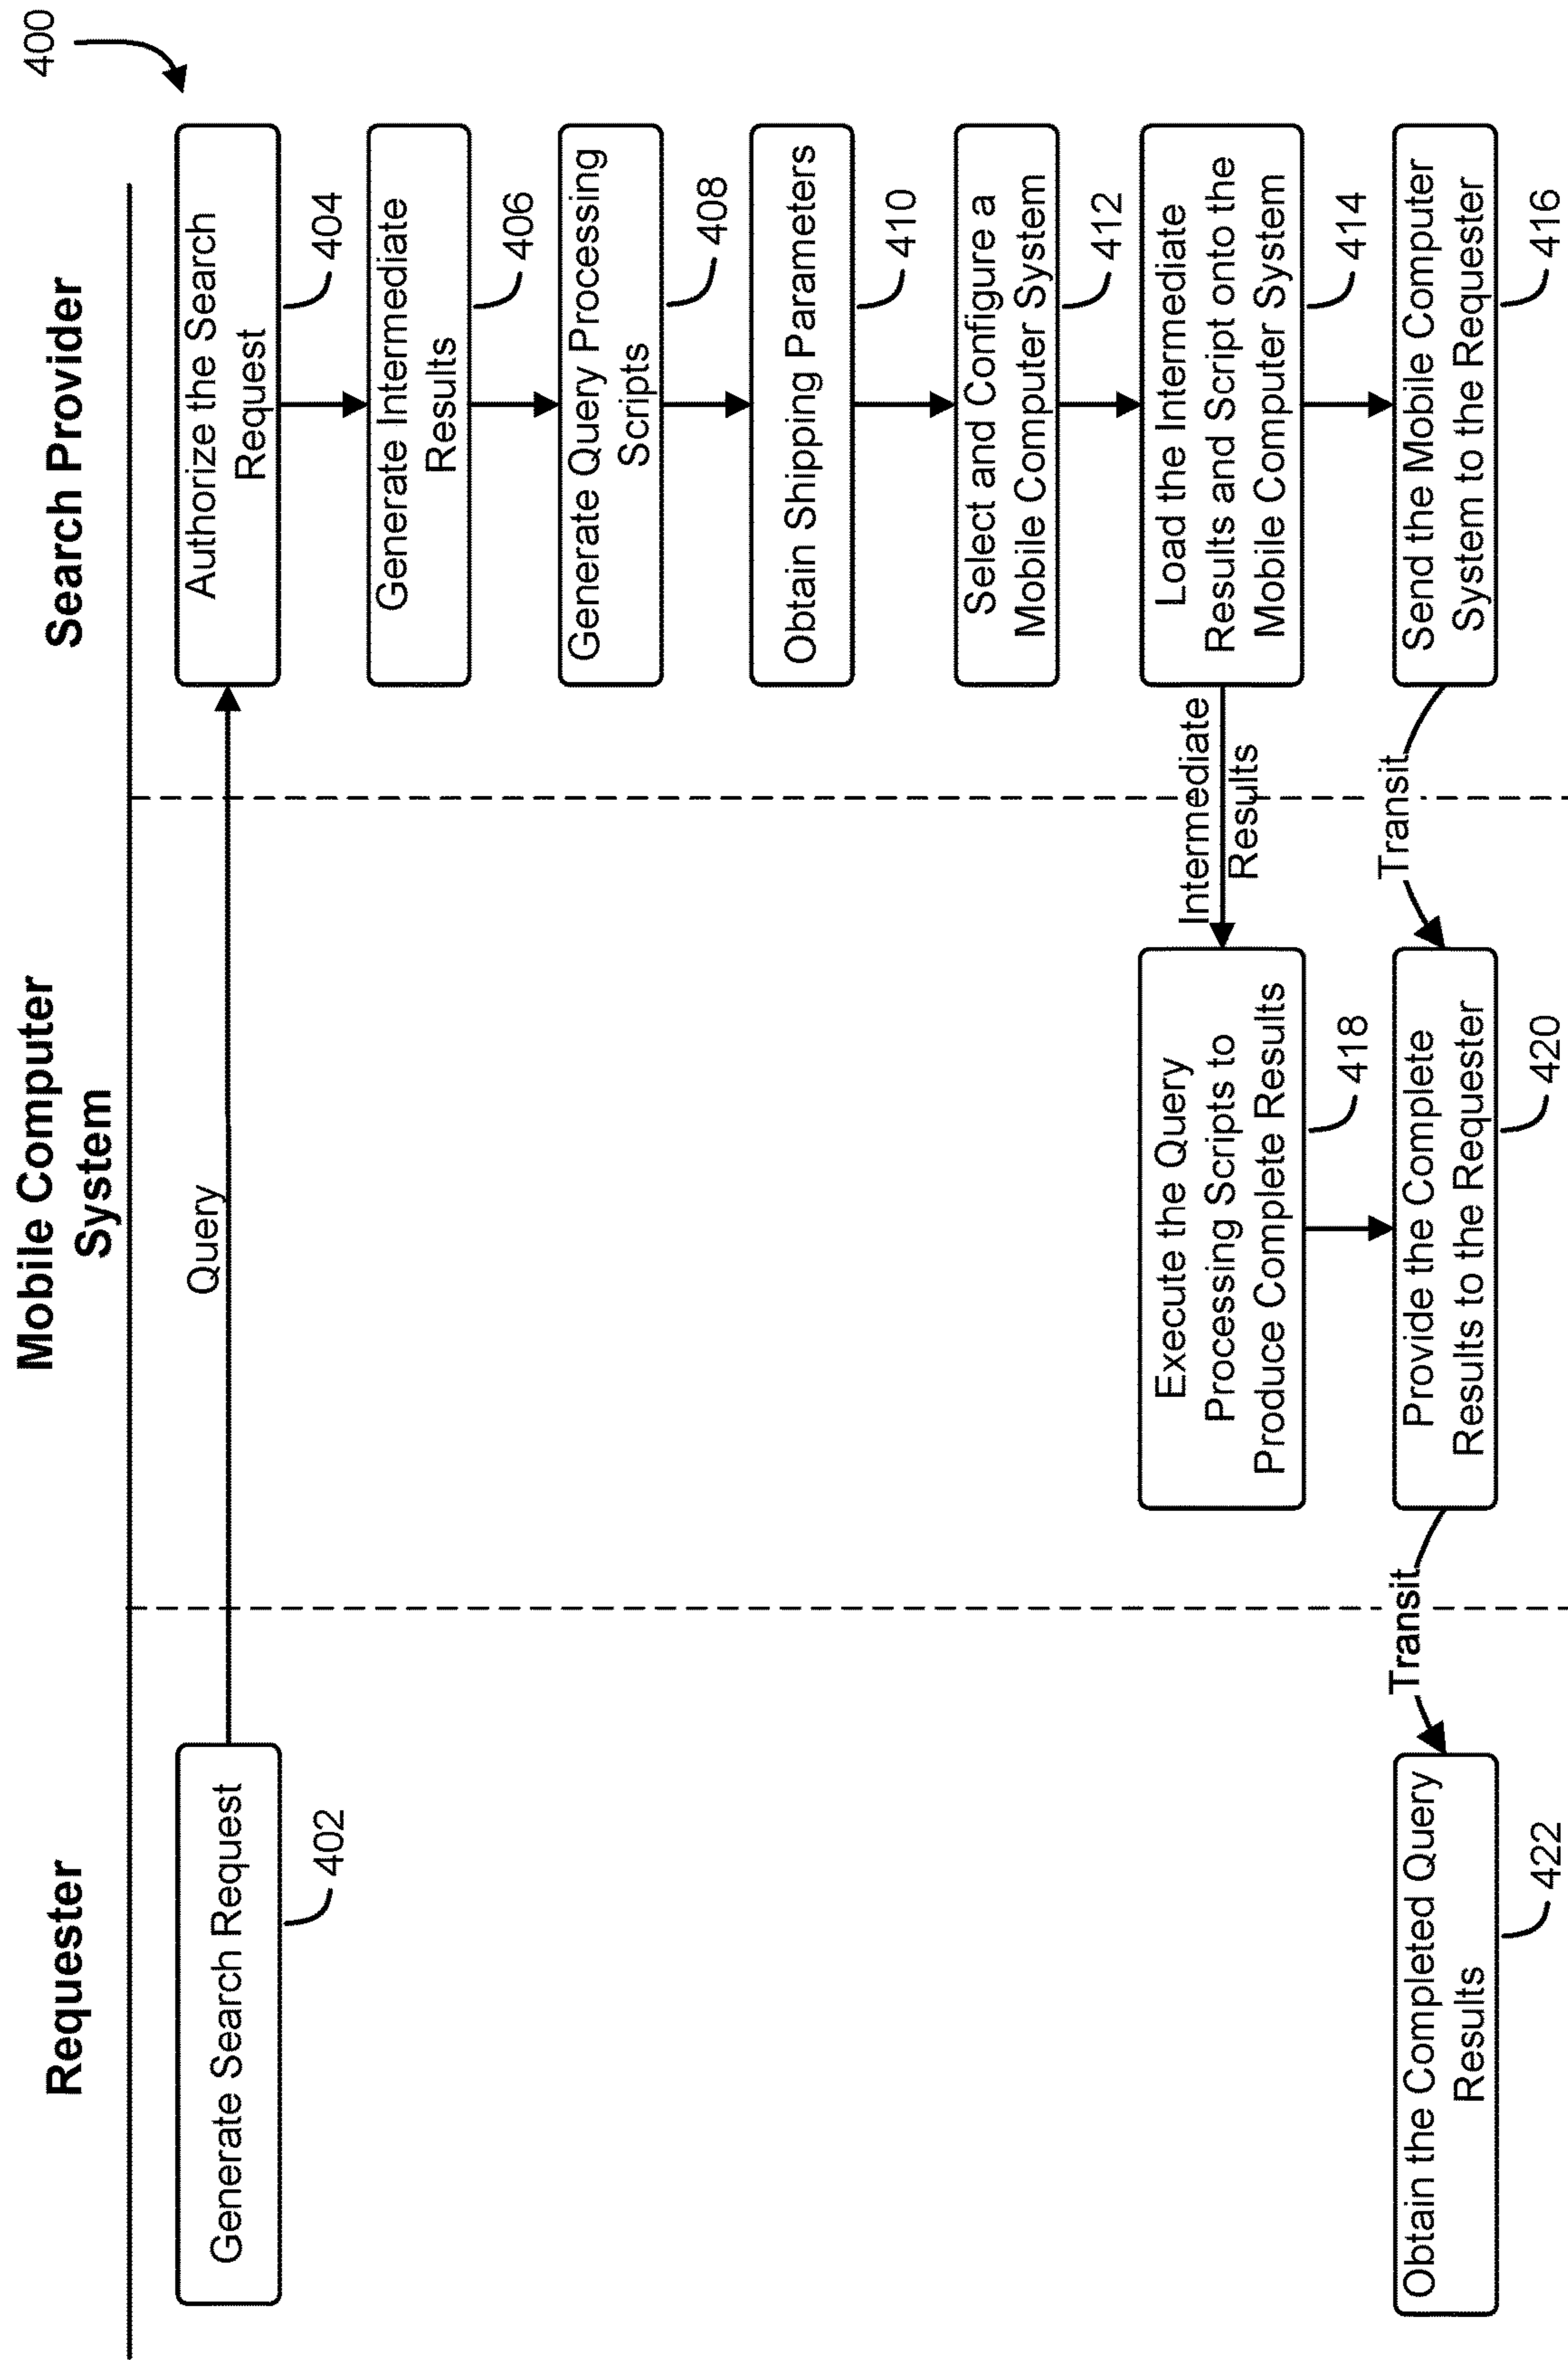 400
Requester
Mobile Computer
System
Search Provider
Generate Search Request
402
Query
Authorize the Search
Request
404
Generate Intermediate
Results
406
Generate Query Processing
Scripts
408
Obtain Shipping Parameters
410
Select and Configure a
Mobile Computer System
412
Load the Intermediate
Results and Script onto the
Mobile Computer System
414
Intermediate
Results
Execute the Query
Processing Scripts to
Produce Complete Results
418
Send the Mobile Computer
System to the Requester
416
Transit
Provide the Complete
Results to the Requester
420
Transit
Obtain the Completed Query
Results
422